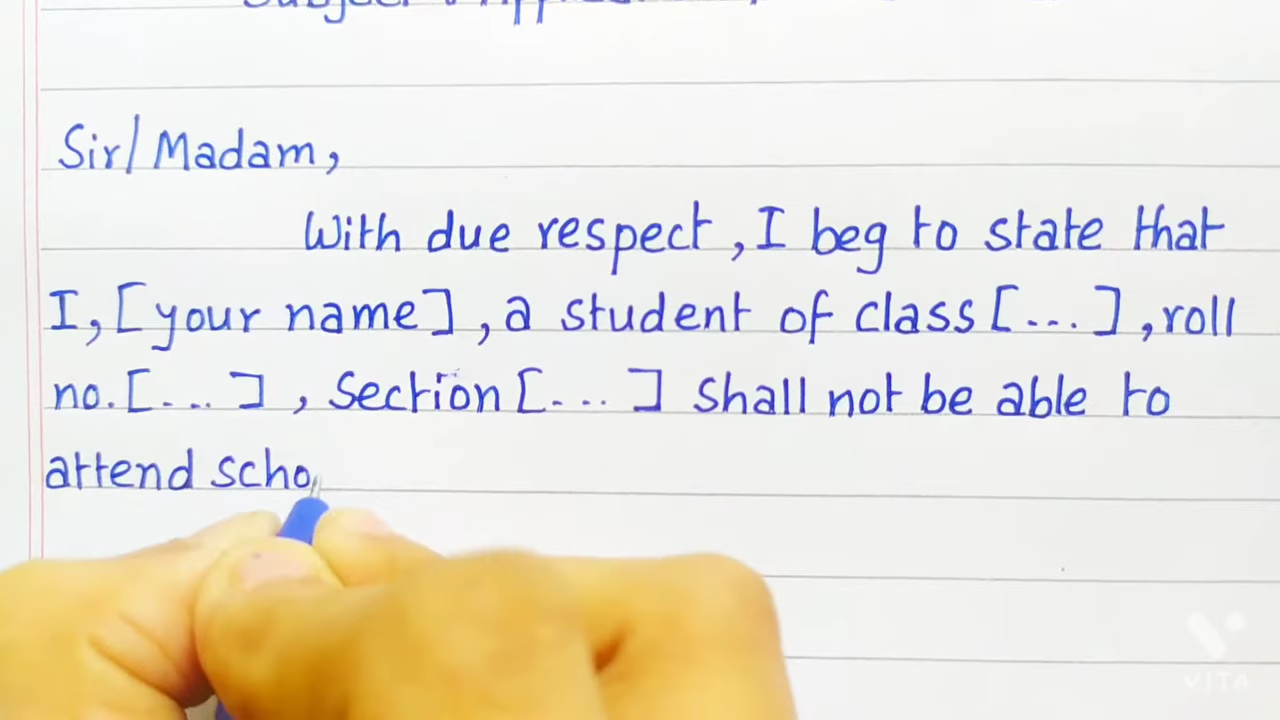 Sir/Madam,
With due respect, I beg to state that
I, [your name], a student of class [...], roll
no. [...], Section [...] shall not be able to
attend scho
VITA